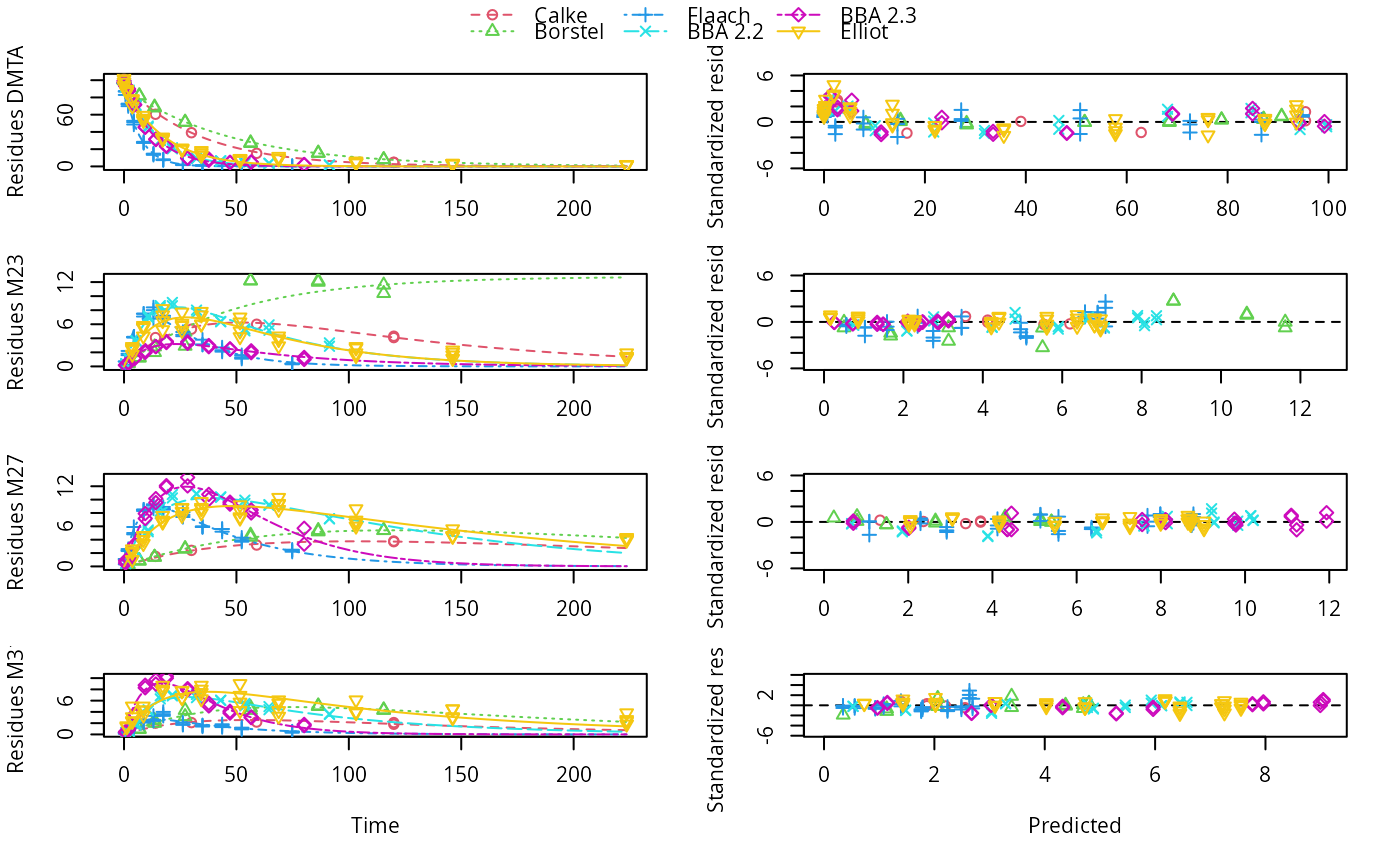 Calke Flaach BBA 2.3
Borstel BBA 2.2 Elliot
Residues DMTA
60
0
0 50 100 150 200
Standardized resid
6
0
-6
0 20 40 60 80 100
Residues M23
12
6
0
0 50 100 150 200
Standardized resid
6
0
-6
0 2 4 6 8 10 12
Residues M27
12
6
0
0 50 100 150 200
Standardized resid
6
0
-6
0 2 4 6 8 10 12
Residues M3
6
0
0 50 100 150 200
Time
Standardized res
2
-6
0 2 4 6 8
Predicted